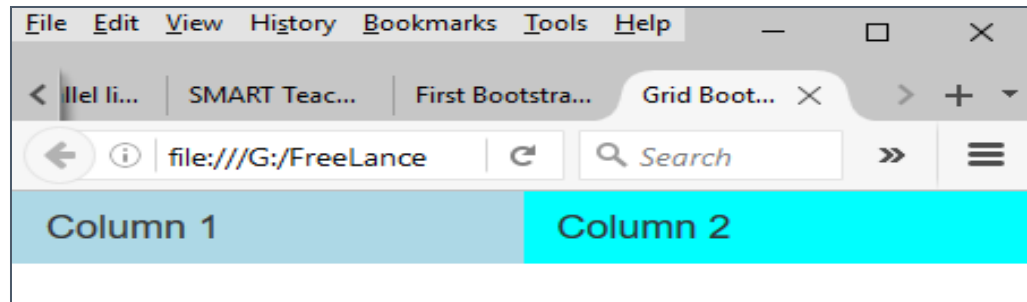 File Edit View History Bookmarks Tools Help
llel li... SMART Teac... First Bootstra... Grid Boot...
file:///G:/FreeLance Search
Column 1 Column 2